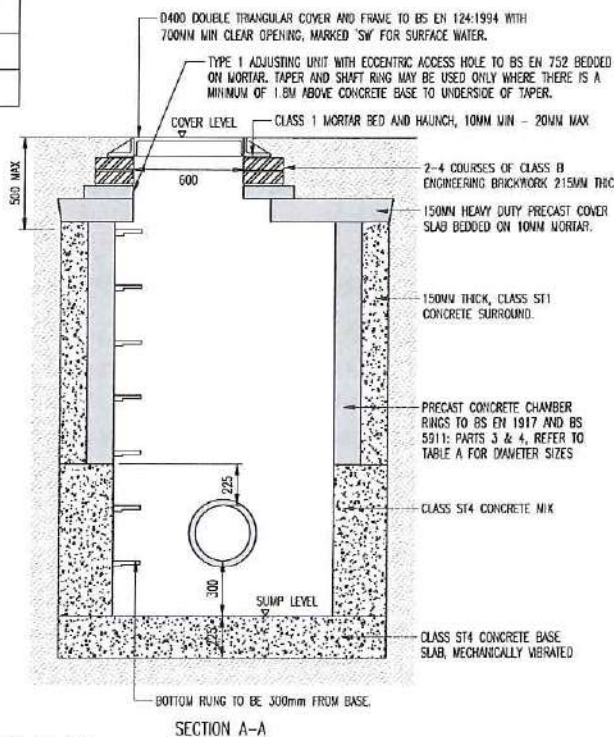 D400 DOUBLE TRIANGULAR COVER AND FRAME TO BS EN 124:1994 WITH
700MM MIN CLEAR OPENING, MARKED 'SW' FOR SURFACE WATER.
TYPE 1 ADJUSTING UNIT WITH ECCENTRIC ACCESS HOLE TO BS EN 752 BEDDED
ON MORTAR. TAPER AND SHAFT RING MAY BE USED ONLY WHERE THERE IS A
MINIMUM OF 1.8M ABOVE CONCRETE BASE TO UNDERSIDE OF TAPER.
COVER LEVEL
CLASS 1 MORTAR BED AND HAUNCH, 10MM MIN - 20MM MAX
500 MAX
600
2-4 COURSES OF CLASS B
ENGINEERING BRICKWORK 215MM THIC
150MM HEAVY DUTY PRECAST COVER
SLAB BEDDED ON 10MM MORTAR.
150MM THICK, CLASS ST1
CONCRETE SURROUND.
PRECAST CONCRETE CHAMBER
RINGS TO BS EN 1917 AND BS
5911: PARTS 3 & 4, REFER TO
TABLE A FOR DIAMETER SIZES
225
CLASS ST4 CONCRETE MIX
300
SUMP LEVEL
225
CLASS ST4 CONCRETE BASE
SLAB, MECHANICALLY VIBRATED
BOTTOM RUNG TO BE 300mm FROM BASE.
SECTION A-A